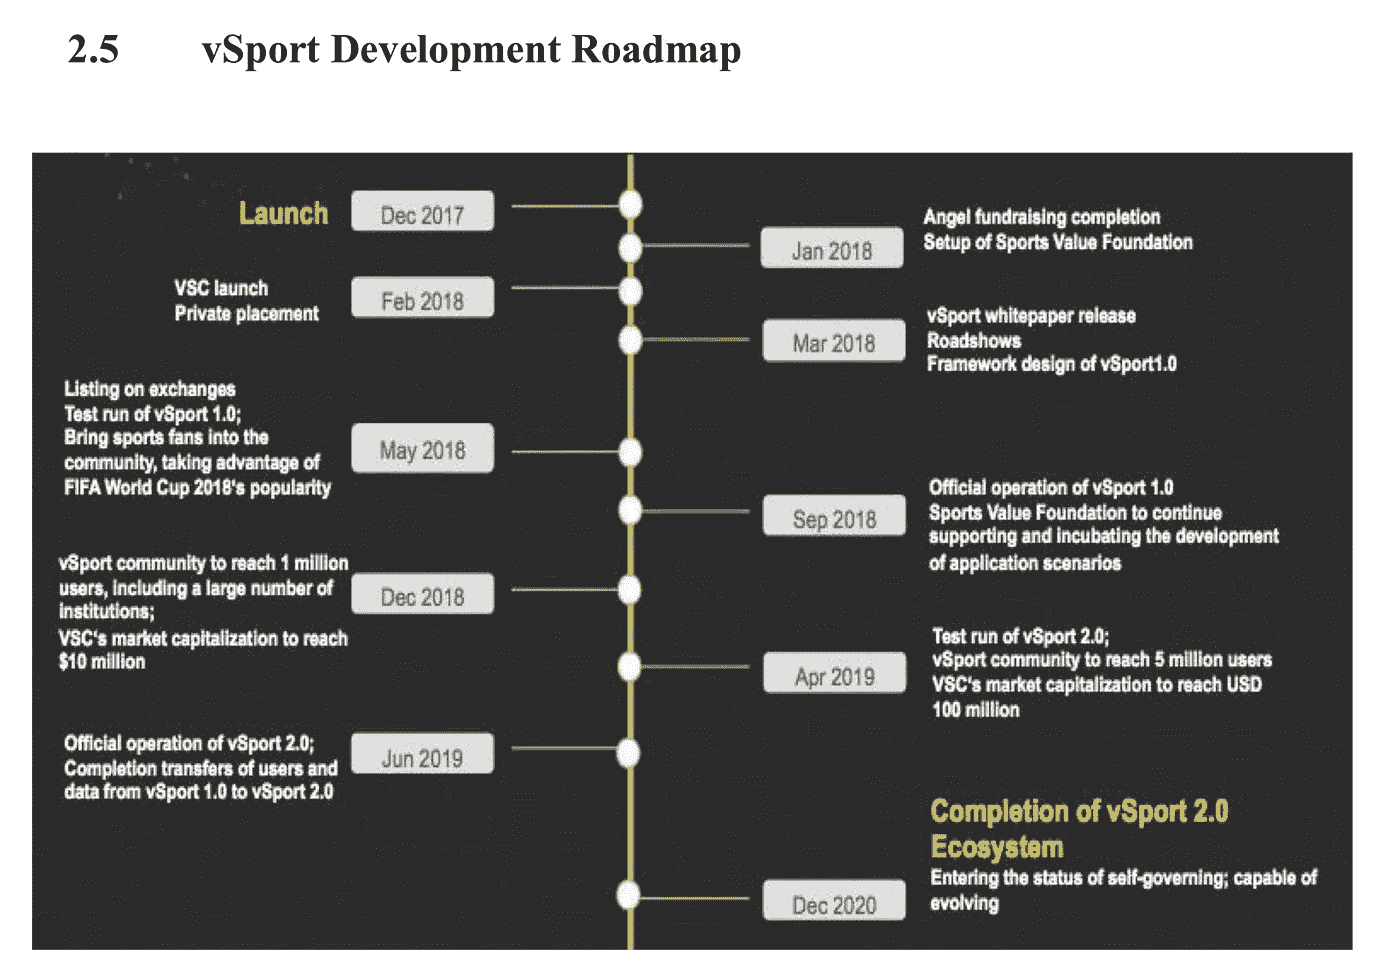 2.5 vSport Development Roadmap
Launch
Dec 2017
Jan 2018
Angel fundraising completion
Setup of Sports Value Foundation
VSC launch
Private placement
Feb 2018
Mar 2018
vSport whitepaper release
Roadshows
Framework design of vSport1.0
Listing on exchanges
Test run of vSport 1.0;
Bring sports fans into the
community, taking advantage of
FIFA World Cup 2018's popularity
May 2018
Sep 2018
Official operation of vSport 1.0
Sports Value Foundation to continue
supporting and incubating the development
of application scenarios
vSport community to reach 1 million
users, including a large number of
institutions;
VSC's market capitalization to reach
$10 million
Dec 2018
Apr 2019
Test run of vSport 2.0;
vSport community to reach 5 million users
VSC's market capitalization to reach USD
100 million
Official operation of vSport 2.0;
Completion transfers of users and
data from vSport 1.0 to vSport 2.0
Jun 2019
Completion of vSport 2.0
Ecosystem
Entering the status of self-governing; capable of
evolving
Dec 2020